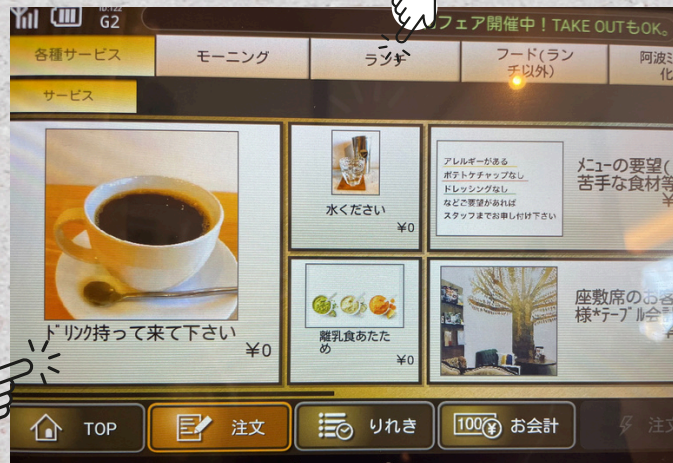 G2
フェア開催中！TAKE OUTもOK。
各種サービス
モーニング
ランチ
フード(ラン
チ以外)
サービス
ドリンク持って来て下さい
¥0
水ください
¥0
アレルギーがある
ポテトケチャップなし
ドレッシングなし
などご要望があれば
スタッフまでお申し付け下さい
メニューの要望(
苦手な食材等
離乳食あたた
め
¥0
座敷席のお客
様*テーブル会計
TOP
注文
りれき
100
¥
お会計